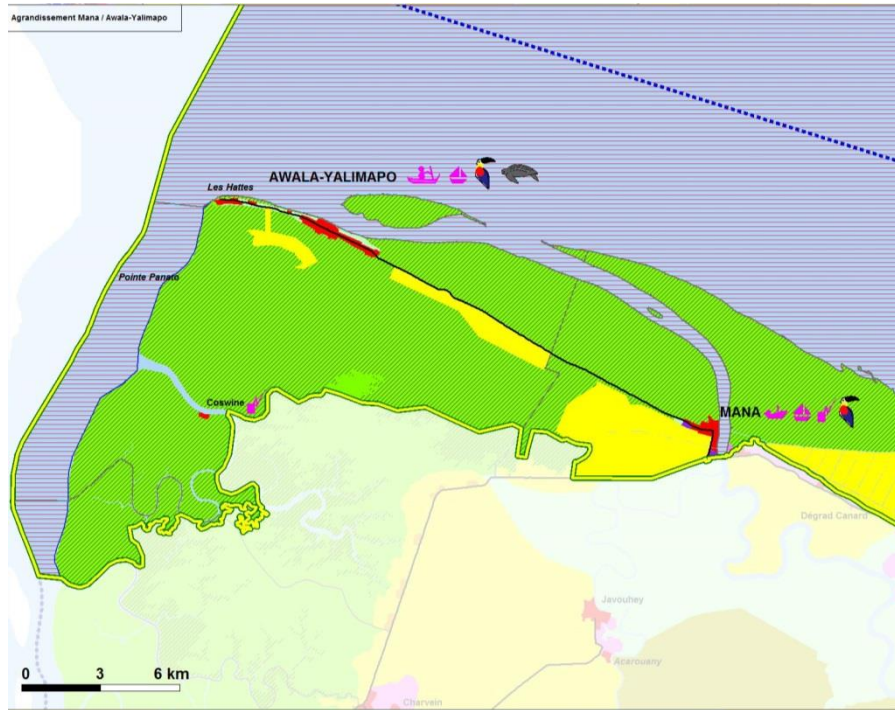 Agrandissement Mana / Awala-Yalimapo
AWALA-YALIMAPO
Les Hattes
Pointe Panato
Coswine
MANA
Dégrad Canard
Javouhey
Acarouany
Charvein
0 3 6 km